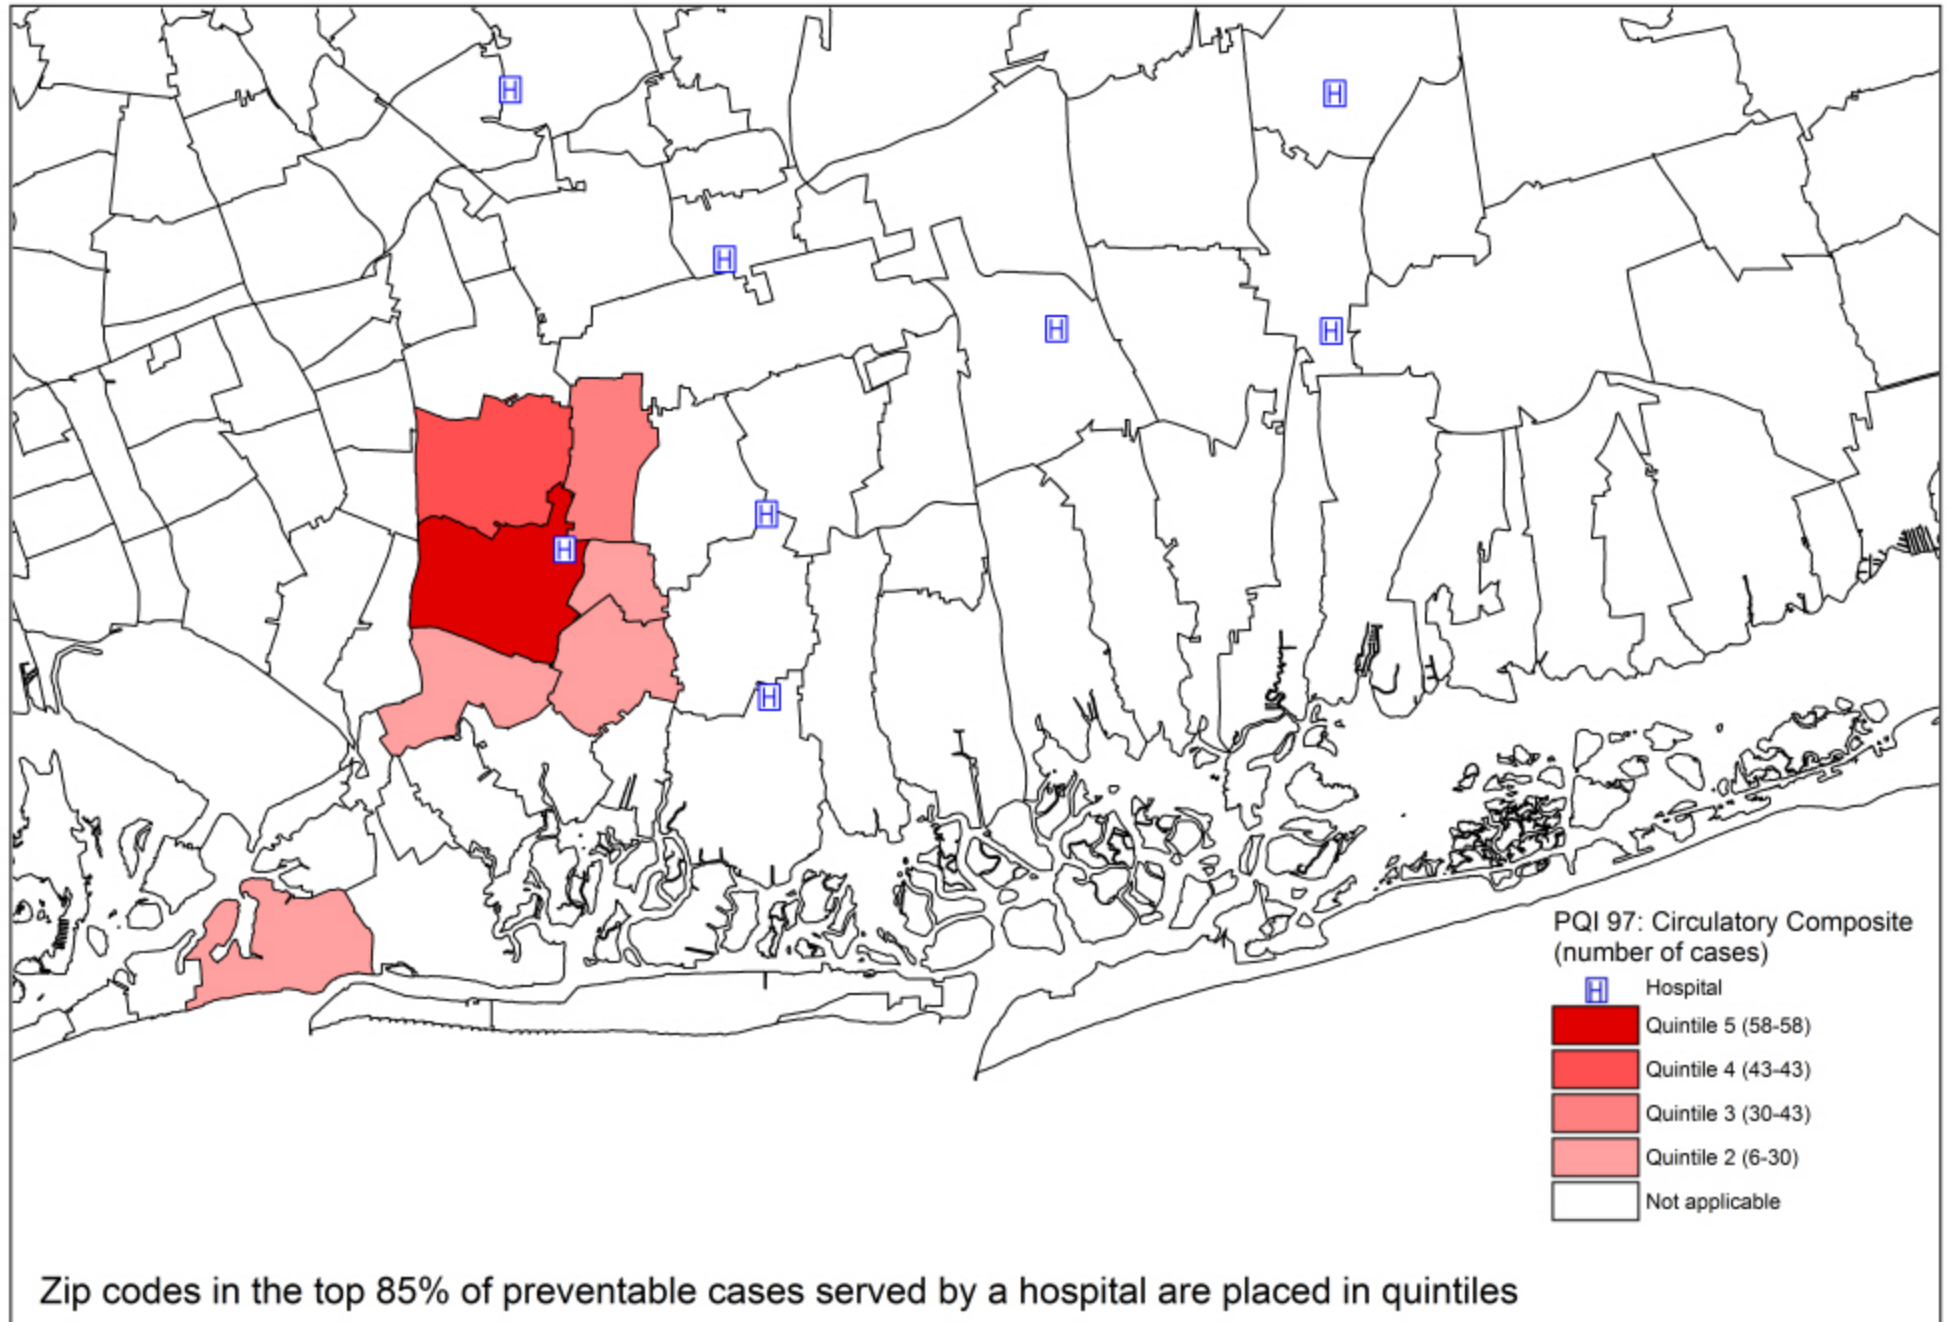 H
H
H
H
H
H
H
H
PQI 97: Circulatory Composite
(number of cases)
H Hospital
Quintile 5 (58-58)
Quintile 4 (43-43)
Quintile 3 (30-43)
Quintile 2 (6-30)
Not applicable
Zip codes in the top 85% of preventable cases served by a hospital are placed in quintiles